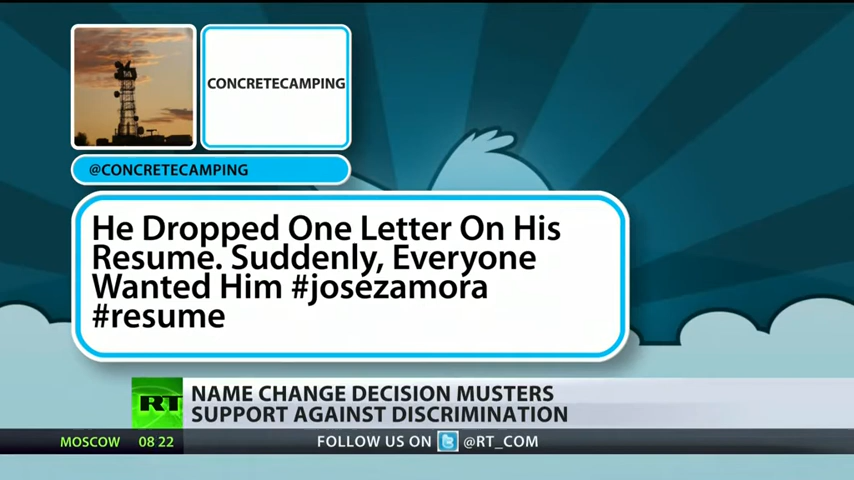 CONCRETECAMPING
@CONCRETECAMPING
He Dropped One Letter On His
Resume. Suddenly, Everyone
Wanted Him #josezamora
#resume
RT
NAME CHANGE DECISION MUSTERS
SUPPORT AGAINST DISCRIMINATION
MOSCOW 08 22 FOLLOW US ON @RT_COM